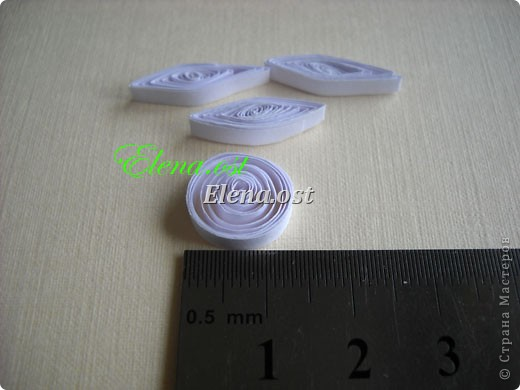 Elena.ost
Elena.ost
0.5 mm
1 2 3
© Страна Мастеров